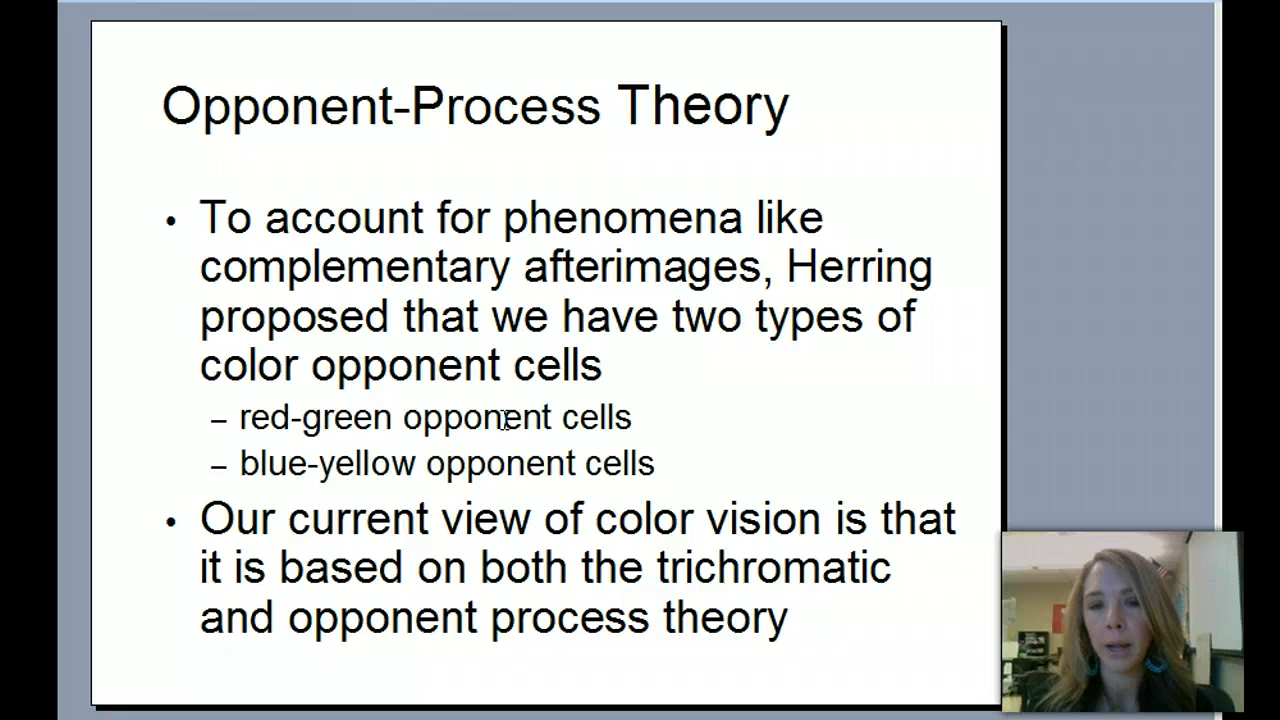 Opponent-Process Theory
• To account for phenomena like
complementary afterimages, Herring
proposed that we have two types of
color opponent cells
– red-green opponent cells
– blue-yellow opponent cells
• Our current view of color vision is that
it is based on both the trichromatic
and opponent process theory